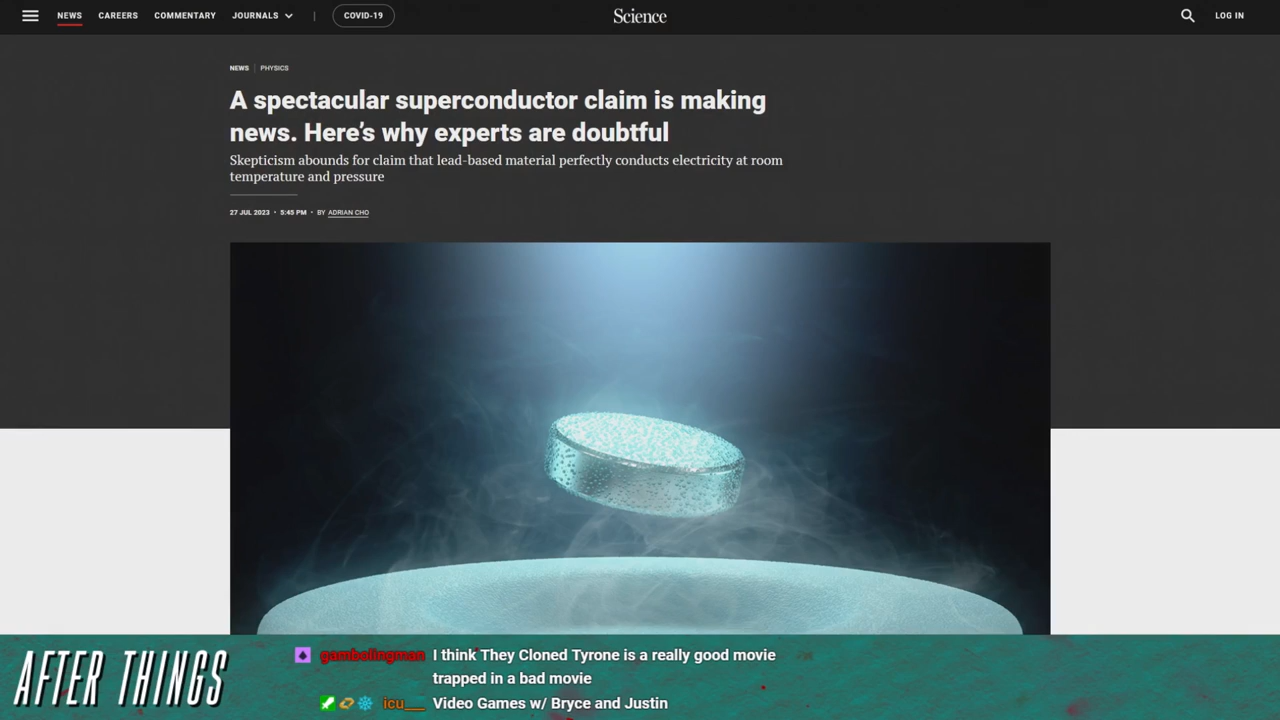 NEWS CAREERS COMMENTARY JOURNALS | COVID-19 Science LOG IN
NEWS | PHYSICS
A spectacular superconductor claim is making
news. Here’s why experts are doubtful
Skepticism abounds for claim that lead-based material perfectly conducts electricity at room
temperature and pressure
27 JUL 2023 • 5:45 PM • BY ADRIAN CHO
AFTER THINGS
gambolingman I think They Cloned Tyrone is a really good movie
trapped in a bad movie
icu___ Video Games w/ Bryce and Justin